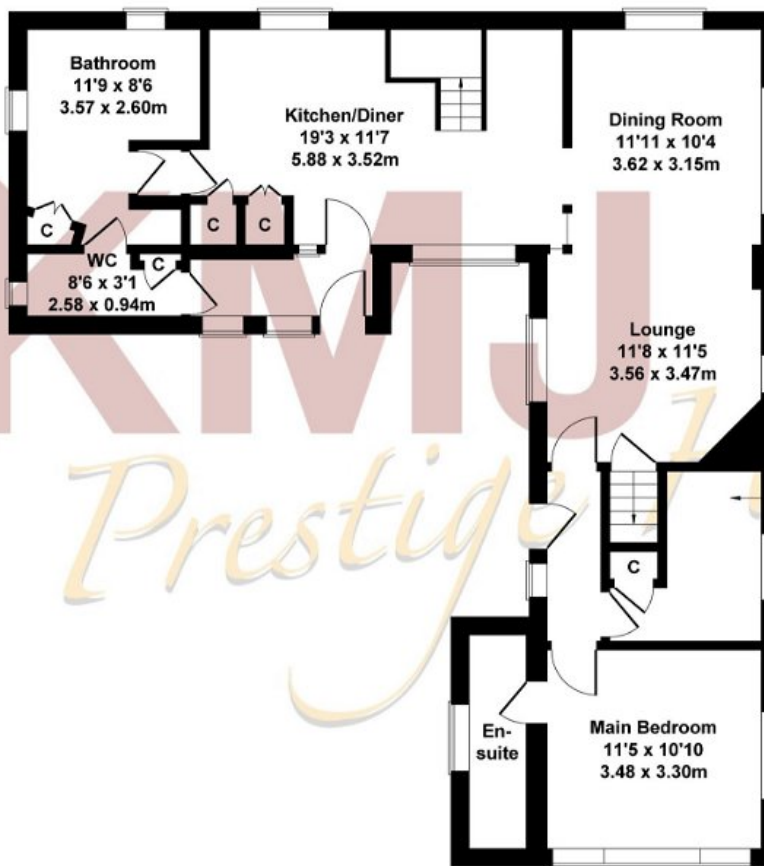 Bathroom
11'9 x 8'6
3.57 x 2.60m
Kitchen/Diner
19'3 x 11'7
5.88 x 3.52m
Dining Room
11'11 x 10'4
3.62 x 3.15m
C
C
C
WC
8'6 x 3'1
2.58 x 0.94m
C
Lounge
11'8 x 11'5
3.56 x 3.47m
KMJ
Prestige
C
En-
suite
Main Bedroom
11'5 x 10'10
3.48 x 3.30m